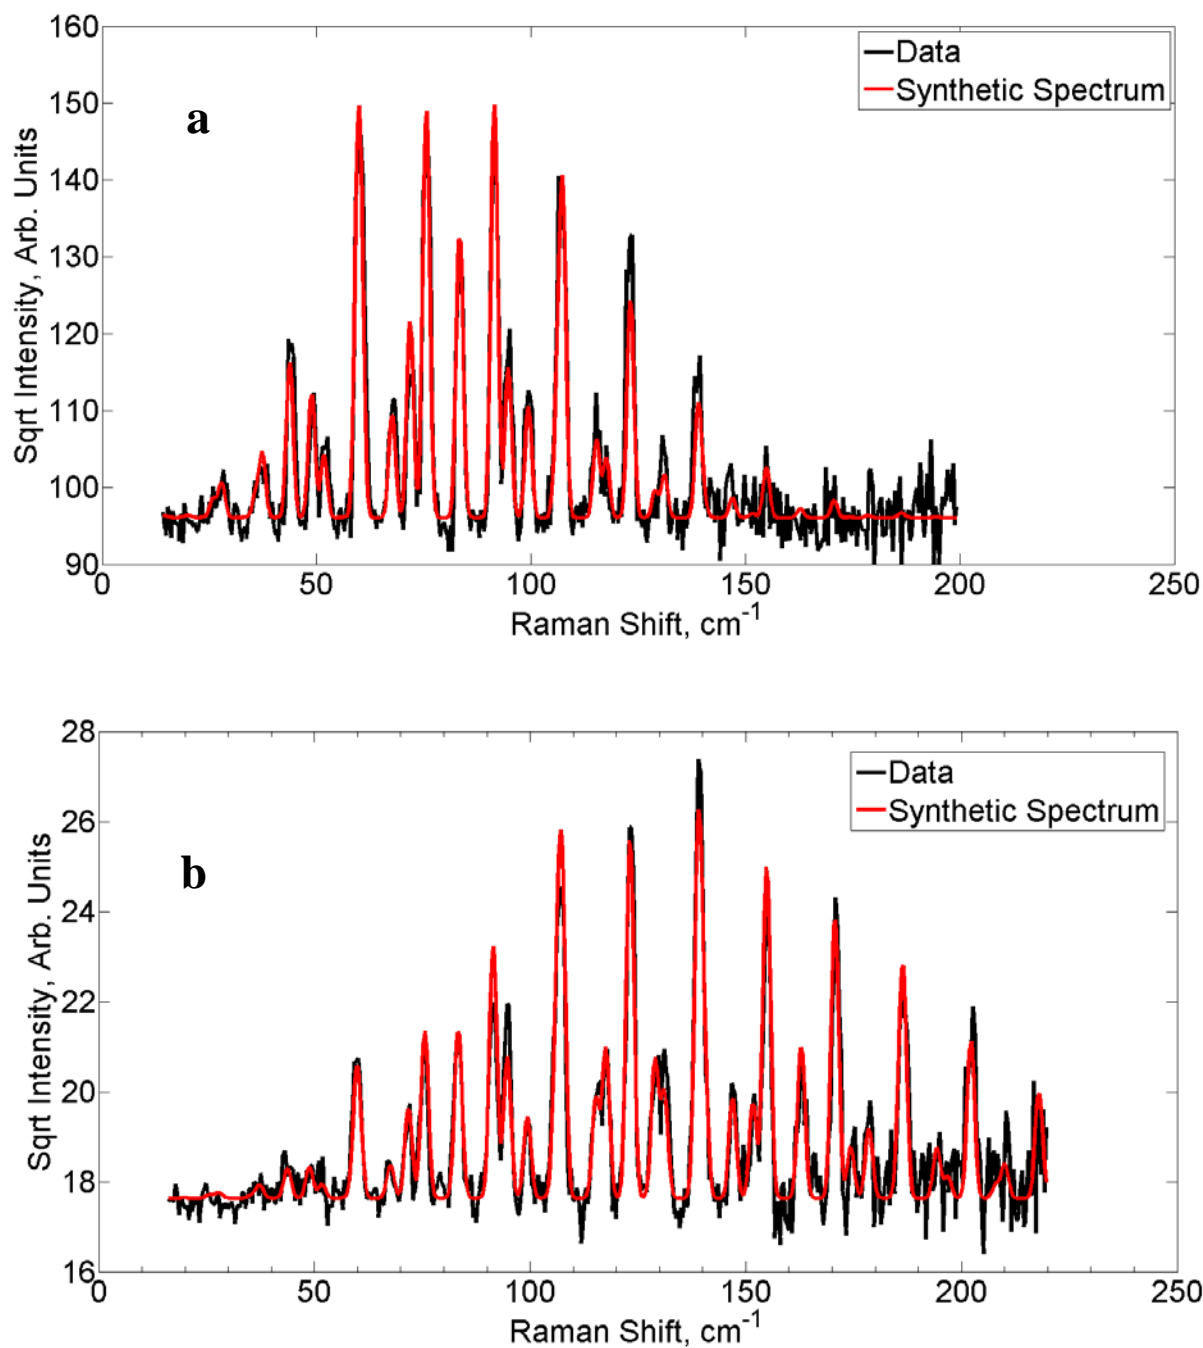 160
150
140
130
120
110
100
90
Sqrt Intensity, Arb. Units
a
Data
Synthetic Spectrum
0 50 100 150 200 250
Raman Shift, cm-1
28
26
24
22
20
18
16
Sqrt Intensity, Arb. Units
b
Data
Synthetic Spectrum
0 50 100 150 200 250
Raman Shift, cm-1